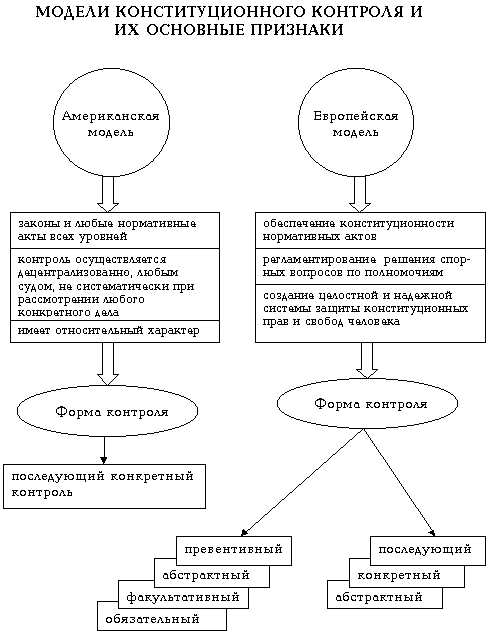 МОДЕЛИ КОНСТИТУЦИОННОГО КОНТРОЛЯ И
ИХ ОСНОВНЫЕ ПРИЗНАКИ
Американская
модель
Европейская
модель
законы и любые нормативные
акты всех уровней
контроль осуществляется
децентрализованно, любым
судом, не систематически при
рассмотрении любого
конкретного дела
имеет относительный характер
обеспечение конституционности
нормативных актов
регламентирование решения спор-
ных вопросов по полномочиям
создание целостной и надежной
системы защиты конституционных
прав и свобод человека
Форма контроля
Форма контроля
последующий конкретный
контроль
превентивный
абстрактный
факультативный
обязательный
последующий
конкретный
абстрактный